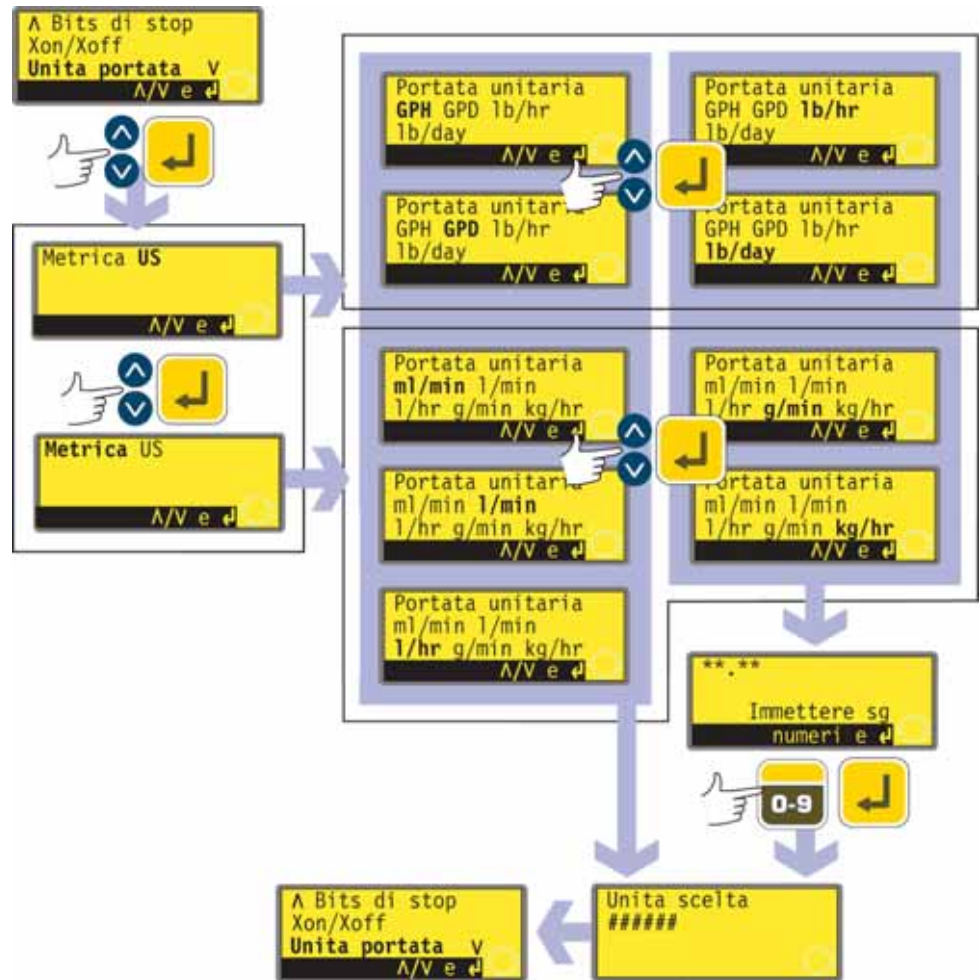 Λ Bits di stop
Xon/Xoff
Unita portata V
Λ/V e ↲
Metrica US
Λ/V e ↲
Metrica US
Λ/V e ↲
Portata unitaria
GPH GPD lb/hr
lb/day
Λ/V e ↲
Portata unitaria
GPH GPD lb/hr
lb/day
Λ/V e ↲
Portata unitaria
GPH GPD lb/hr
lb/day
Λ/V e ↲
Portata unitaria
GPH GPD lb/hr
lb/day
Λ/V e ↲
Portata unitaria
ml/min l/min
l/hr g/min kg/hr
Λ/V e ↲
Portata unitaria
ml/min l/min
l/hr g/min kg/hr
Λ/V e ↲
Portata unitaria
ml/min l/min
l/hr g/min kg/hr
Λ/V e ↲
Portata unitaria
ml/min l/min
l/hr g/min kg/hr
Λ/V e ↲
Portata unitaria
ml/min l/min
l/hr g/min kg/hr
Λ/V e ↲
**.**
Immettere sg
numeri e ↲
0-9
Unita scelta
######
Λ Bits di stop
Xon/Xoff
Unita portata V
Λ/V e ↲